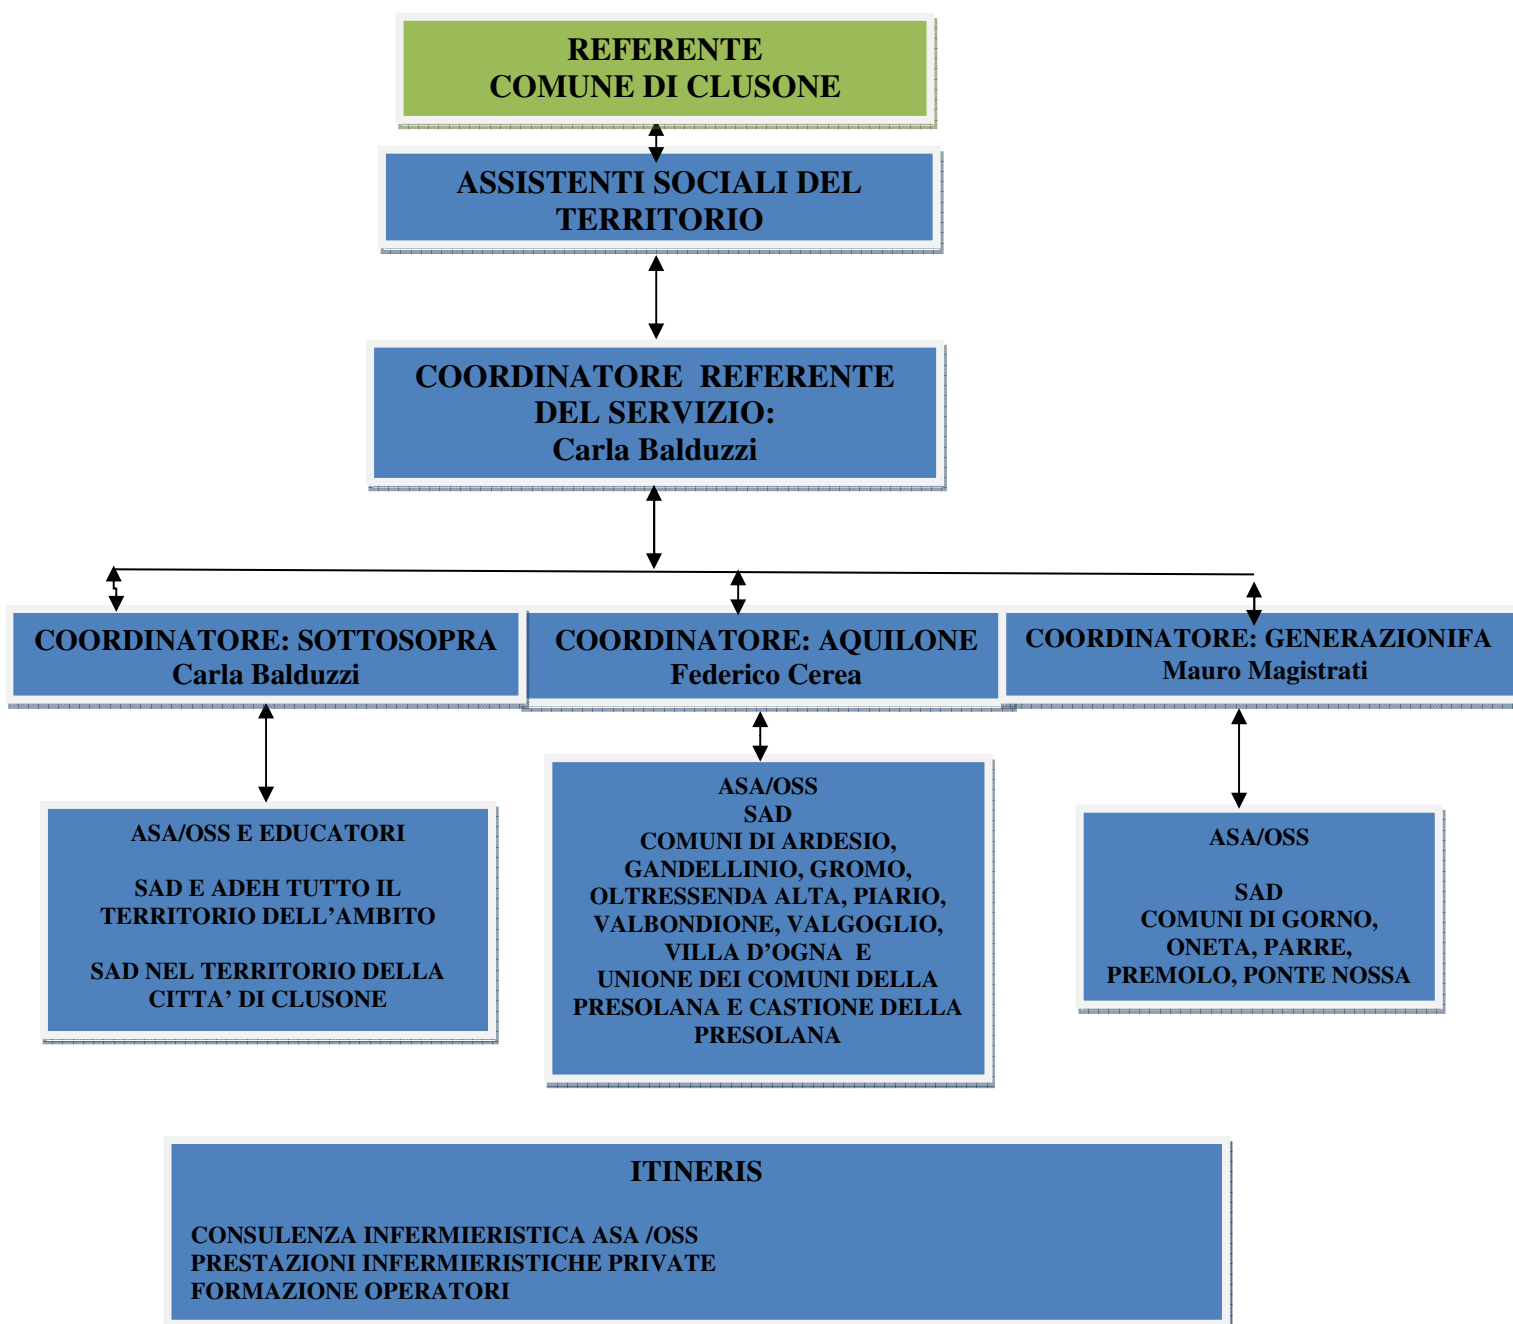 REFERENTE
COMUNE DI CLUSONE
ASSISTENTI SOCIALI DEL
TERRITORIO
COORDINATORE REFERENTE
DEL SERVIZIO:
Carla Balduzzi
COORDINATORE: SOTTOSOPRA
Carla Balduzzi
COORDINATORE: AQUILONE
Federico Cerea
COORDINATORE: GENERAZIONIFA
Mauro Magistrati
ASA/OSS E EDUCATORI
SAD E ADEH TUTTO IL
TERRITORIO DELL'AMBITO
SAD NEL TERRITORIO DELLA
CITTA' DI CLUSONE
ASA/OSS
SAD
COMUNI DI ARDESIO,
GANDELLINIO, GROMO,
OLTRESSENDA ALTA, PIARIO,
VALBONDIONE, VALGOGLIO,
VILLA D'OGNA E
UNIONE DEI COMUNI DELLA
PRESOLANA E CASTIONE DELLA
PRESOLANA
ASA/OSS
SAD
COMUNI DI GORNO,
ONETA, PARRE,
PREMOLO, PONTE NOSSA
ITINERIS
CONSULENZA INFERMIERISTICA ASA /OSS
PRESTAZIONI INFERMIERISTICHE PRIVATE
FORMAZIONE OPERATORI